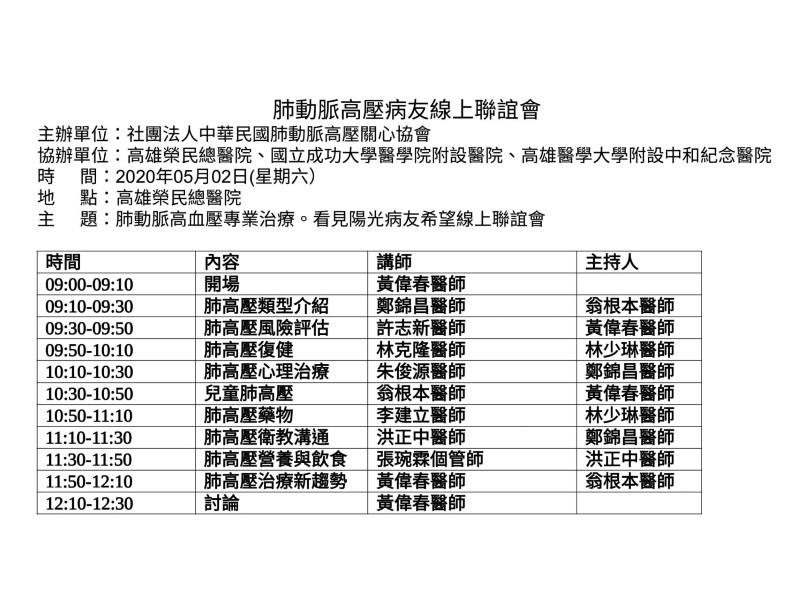 肺動脈高壓病友線上聯誼會
主辦單位：社團法人中華民國肺動脈高壓關心協會
協辦單位：高雄榮民總醫院、國立成功大學醫學院附設醫院、高雄醫學大學附設中和紀念醫院
時　間：2020年05月02日(星期六）
地　點：高雄榮民總醫院
主　題：肺動脈高血壓專業治療。看見陽光病友希望線上聯誼會
時間 內容 講師 主持人
09:00-09:10 開場 黃偉春醫師
09:10-09:30 肺高壓類型介紹 鄭錦昌醫師 翁根本醫師
09:30-09:50 肺高壓風險評估 許志新醫師 黃偉春醫師
09:50-10:10 肺高壓復健 林克隆醫師 林少琳醫師
10:10-10:30 肺高壓心理治療 朱俊源醫師 鄭錦昌醫師
10:30-10:50 兒童肺高壓 翁根本醫師 黃偉春醫師
10:50-11:10 肺高壓藥物 李建立醫師 林少琳醫師
11:10-11:30 肺高壓衛教溝通 洪正中醫師 鄭錦昌醫師
11:30-11:50 肺高壓營養與飲食 張琬霖個管師 洪正中醫師
11:50-12:10 肺高壓治療新趨勢 黃偉春醫師 翁根本醫師
12:10-12:30 討論 黃偉春醫師